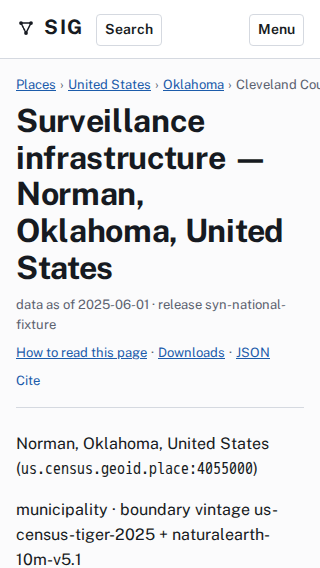 SIG Search Menu
Places › United States › Oklahoma › Cleveland
Surveillance
infrastructure —
Norman,
Oklahoma, United
States
data as of 2025-06-01 · release syn-national-
fixture
How to read this page · Downloads · JSON
Cite
Norman, Oklahoma, United States
(us.census.geoid.place:4055000)
municipality · boundary vintage us-
census-tiger-2025 + naturalearth-
10m-v5.1